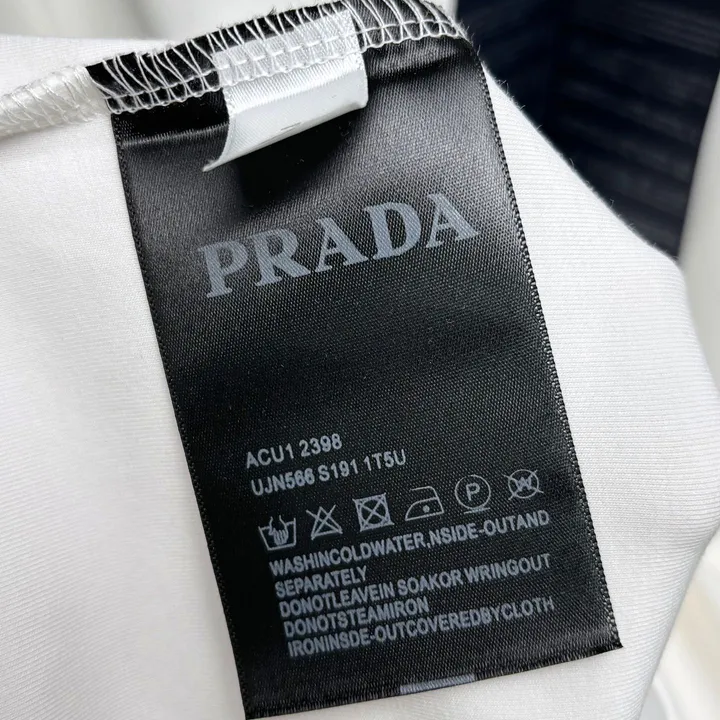 PRADA
ACU1 2398
UJN566 S191 1T5U
P
WASHINCOLDWATER,NSIDE-OUTAND
SEPARATELY
DONOTLEAVEIN SOAKOR WRINGOUT
DONOTSTEAMIRON
IRONINSDE-OUTCOVEREDBYCLOTH